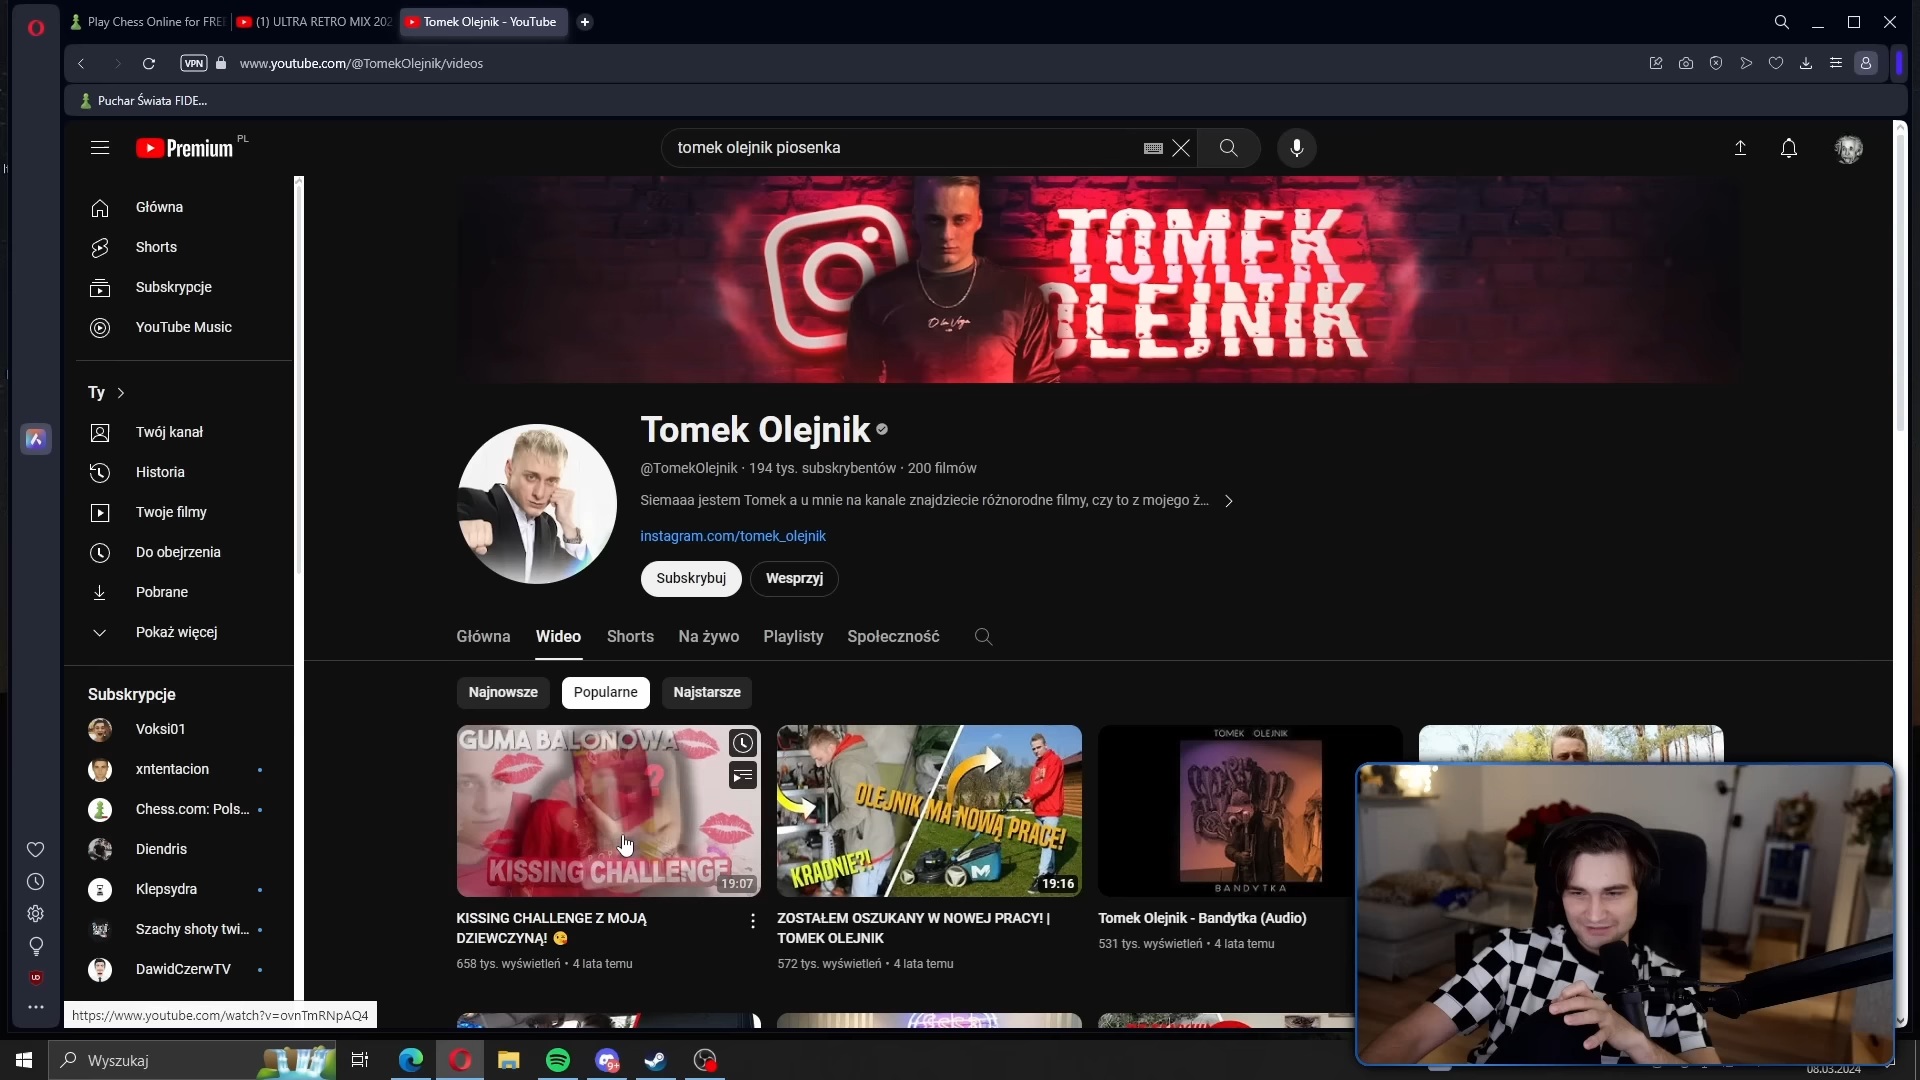 Play Chess Online for FRE
(1) ULTRA RETRO MIX 202
Tomek Olejnik - YouTube
VPN
www.youtube.com/@TomekOlejnik/videos
Puchar Świata FIDE...
Premium PL
tomek olejnik piosenka
Główna
Shorts
Subskrypcje
YouTube Music
Ty
Twój kanał
Historia
Twoje filmy
Do obejrzenia
Pobrane
Pokaż więcej
Subskrypcje
Voksi01
xntentacion
Chess.com: Pols...
Diendris
Klepsydra
Szachy shoty twi...
DawidCzerwTV
https://www.youtube.com/watch?v=ovnTmRNpAQ4
TOMEK
OLEJNIK
Tomek Olejnik
@TomekOlejnik · 194 tys. subskrybentów · 200 filmów
Siemaaa jestem Tomek a u mnie na kanale znajdziecie różnorodne filmy, czy to z mojego ż...
instagram.com/tomek_olejnik
Subskrybuj
Wesprzyj
Główna
Wideo
Shorts
Na żywo
Playlisty
Społeczność
Najnowsze
Popularne
Najstarsze
GUMA BALONOWA
KISSING CHALLENGE
19:07
KISSING CHALLENGE Z MOJĄ
DZIEWCZYNĄ! 😘
658 tys. wyświetleń · 4 lata temu
OLEJNIK MA NOWĄ PRACĘ!
KRADNIE?!
19:16
ZOSTAŁEM OSZUKANY W NOWEJ PRACY! |
TOMEK OLEJNIK
572 tys. wyświetleń · 4 lata temu
TOMEK OLEJNIK
BANDYTKA
Tomek Olejnik - Bandytka (Audio)
531 tys. wyświetleń · 4 lata temu
Wyszukaj
9+
08.03.2024